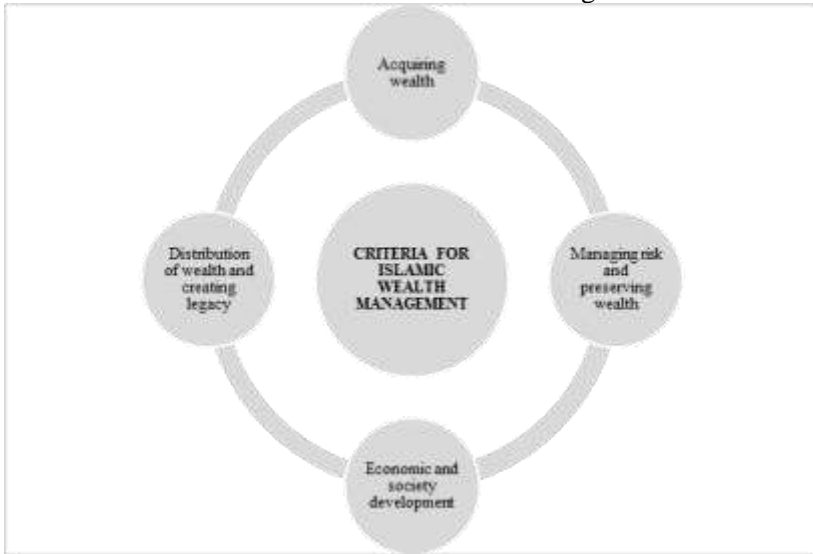 Acquiring
wealth
Distribution
of wealth and
creating
legacy
CRITERIA FOR
ISLAMIC
WEALTH
MANAGEMENT
Managing risk
and
preserving
wealth
Economic and
society
development